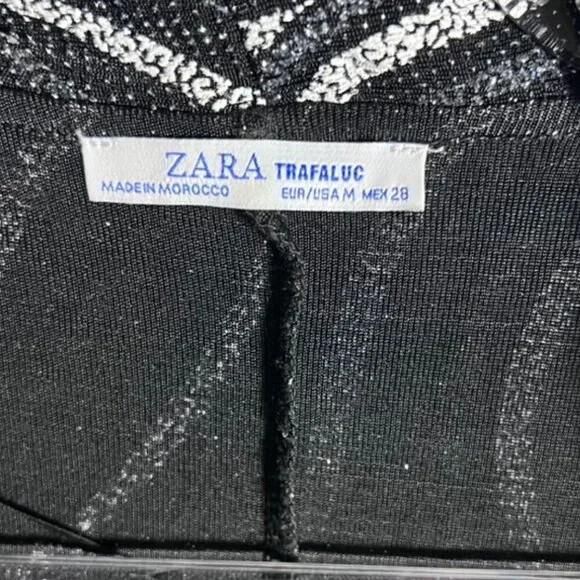 ZARA TRAFALUC
MADE IN MOROCCO EUR/USA M MEX 28